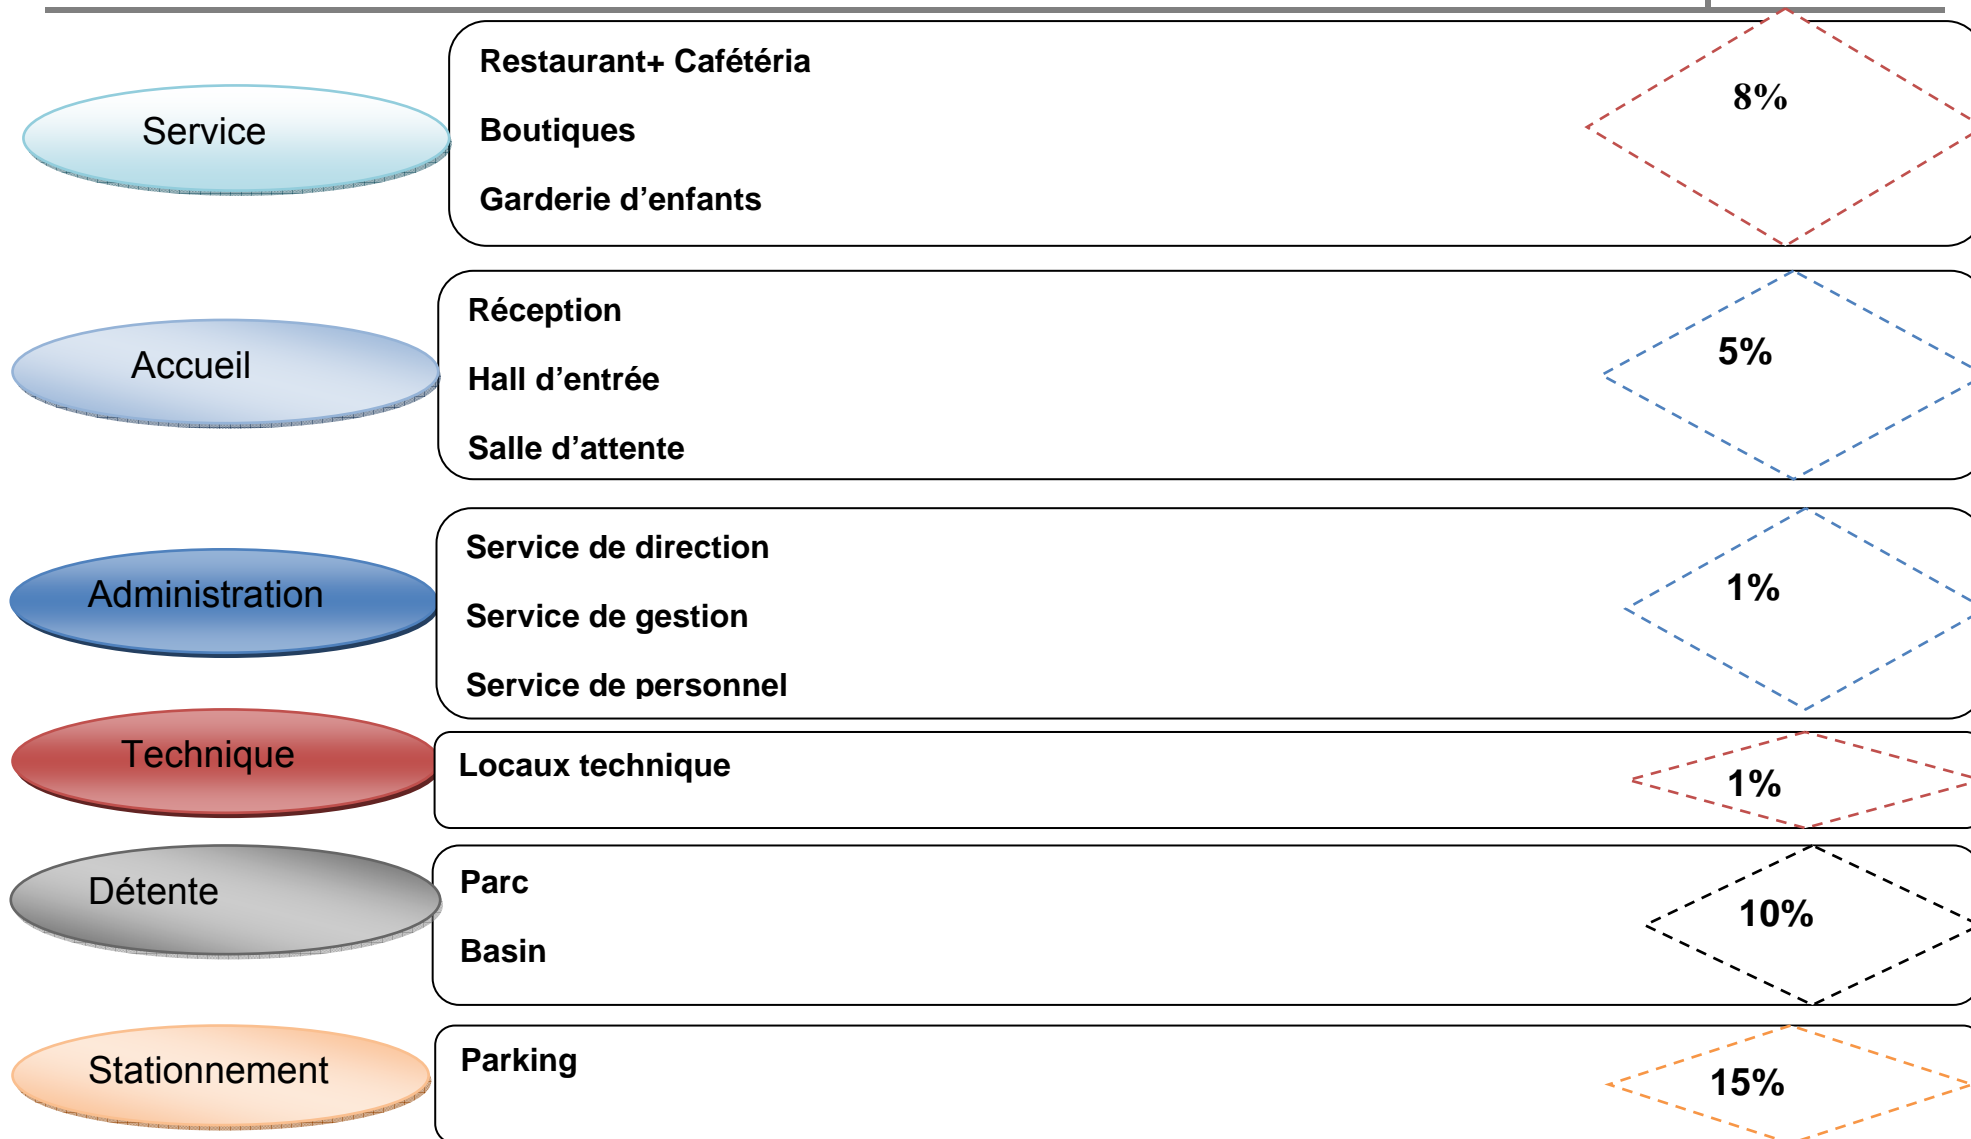 Service
Restaurant+ Cafétéria
Boutiques
Garderie d’enfants
8%
Accueil
Réception
Hall d’entrée
Salle d’attente
5%
Administration
Service de direction
Service de gestion
Service de personnel
1%
Technique
Locaux technique
1%
Détente
Parc
Basin
10%
Stationnement
Parking
15%